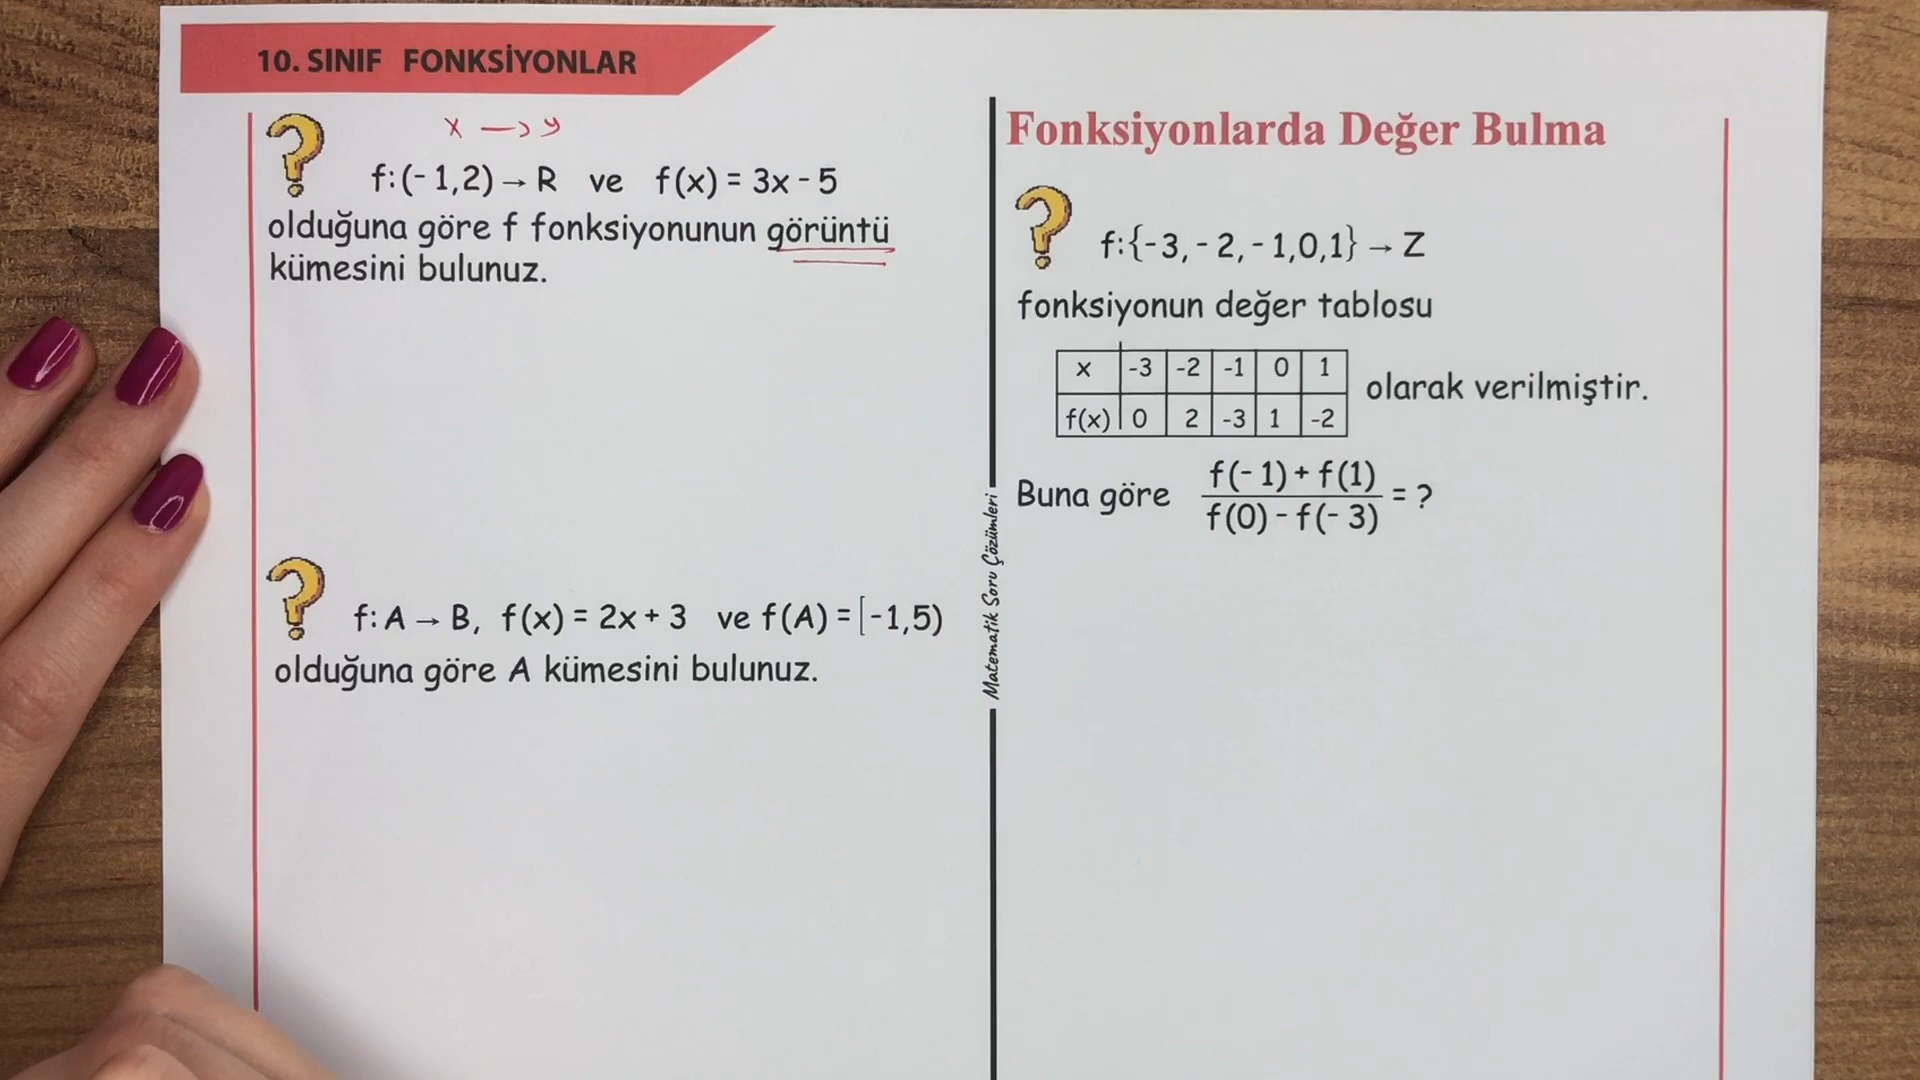 10. SINIF FONKSİYONLAR
x → y
f:(-1,2) → R ve f(x) = 3x - 5
olduğuna göre f fonksiyonunun görüntü
kümesini bulunuz.
f: A → B, f(x) = 2x + 3 ve f(A) = [-1,5)
olduğuna göre A kümesini bulunuz.
Matematik Soru Çözümleri
Fonksiyonlarda Değer Bulma
f:{-3, -2, -1,0,1} → Z
fonksiyonun değer tablosu
x -3 -2 -1 0 1
f(x) 0 2 -3 1 -2
olarak verilmiştir.
Buna göre f(-1) + f(1) / f(0) - f(-3) = ?